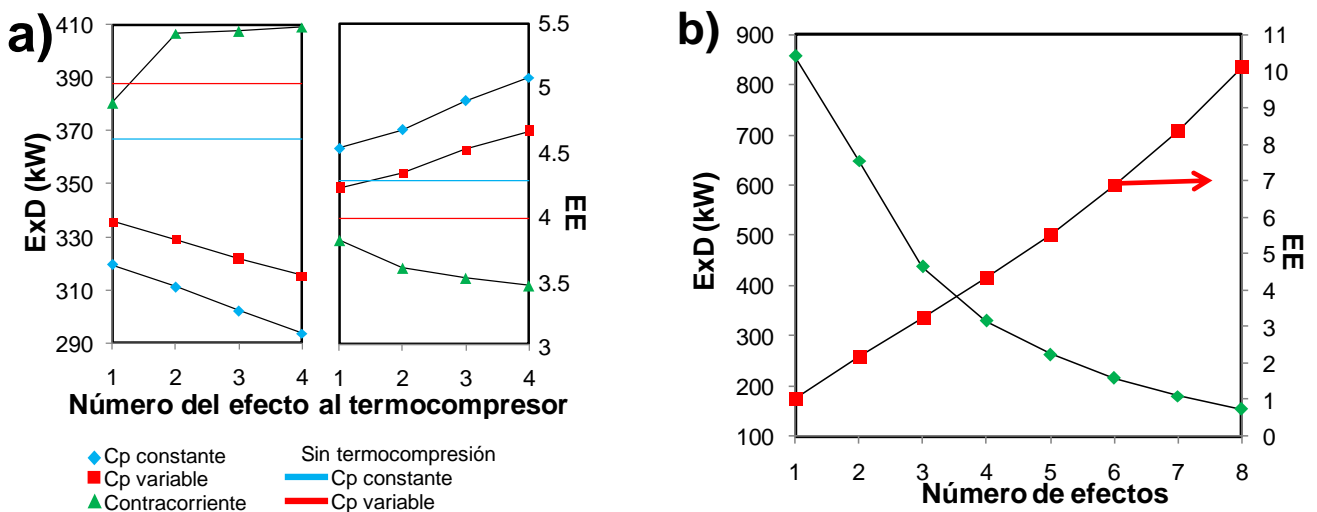 a)
410
390
370
350
330
310
290
ExD (kW)
1 2 3 4
5.5
5
4.5
4
3.5
3
EE
1 2 3 4
Número del efecto al termocompresor
Cp constante
Cp variable
Contracorriente
Sin termocompresión
Cp constante
Cp variable
b)
900
800
700
600
500
400
300
200
100
ExD (kW)
11
10
9
8
7
6
5
4
3
2
1
0
EE
1 2 3 4 5 6 7 8
Número de efectos